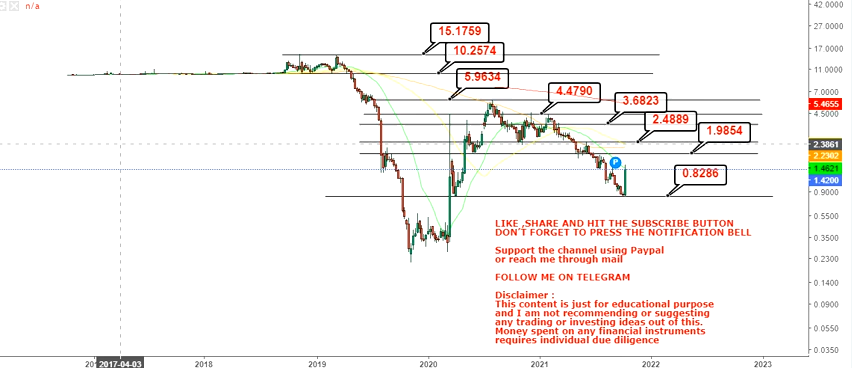 n/a
42.0000
27.0000
17.0000
11.0000
7.0000
5.4655
4.5000
2.3861
2.2302
1.4621
1.4200
0.9000
0.5500
0.3500
0.2300
0.1400
0.0900
0.0550
0.0350
15.1759
10.2574
5.9634
4.4790
3.6823
2.4889
1.9854
0.8286
P
LIKE ,SHARE AND HIT THE SUBSCRIBE BUTTON
DON'T FORGET TO PRESS THE NOTIFICATION BELL
Support the channel using Paypal
or reach me through mail
FOLLOW ME ON TELEGRAM
Disclaimer :
This content is just for educational purpose
and I am not recommending or suggesting
any trading or investing ideas out of this.
Money spent on any financial instruments
requires individual due diligence
2017-04-03 2018 2019 2020 2021 2022 2023